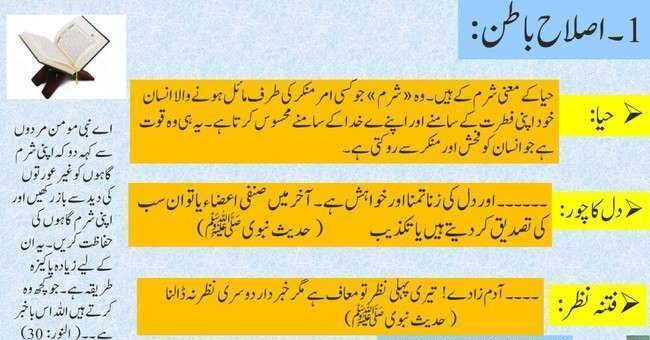 1۔ اصلاح باطن:
حیا:
حیا کے معنی شرم کے ہیں۔ وہ «شرم» جو کسی امر منکر کی طرف مائل ہونے والا انسان
خود اپنی فطرت کے سامنے اور اپنے خدا کے سامنے محسوس کرتا ہے۔ یہ ہی وہ قوت
ہے جو انسان کو فحش اور منکر سے روکتی ہے۔
دل کا چور:
۔۔۔۔۔۔ اور دل کی زنا تمنا اور خواہش ہے۔ آخر میں صنفی اعضاء یا تو ان سب
کی تصدیق کر دیتے ہیں یا تکذیب ( حدیث نبوی ﷺ)
فتنہ نظر:
۔۔۔۔ آدم زادے! تیری پہلی نظر تو معاف ہے مگر خبردار دوسری نظر نہ ڈالنا
( حدیث نبوی ﷺ)
اے نبی مومن مردوں
سے کہہ دو کہ اپنی شرم
گاہوں کو غیر عورتوں
کی دید سے باز رکھیں اور
اپنی شرم گاہوں کی
حفاظت کریں۔ یہ ان
کے لیے زیادہ پاکیزہ
طریقہ ہے۔ جو کچھ وہ
کرتے ہیں اللہ اس با خبر
ہے۔۔( النور: 30)